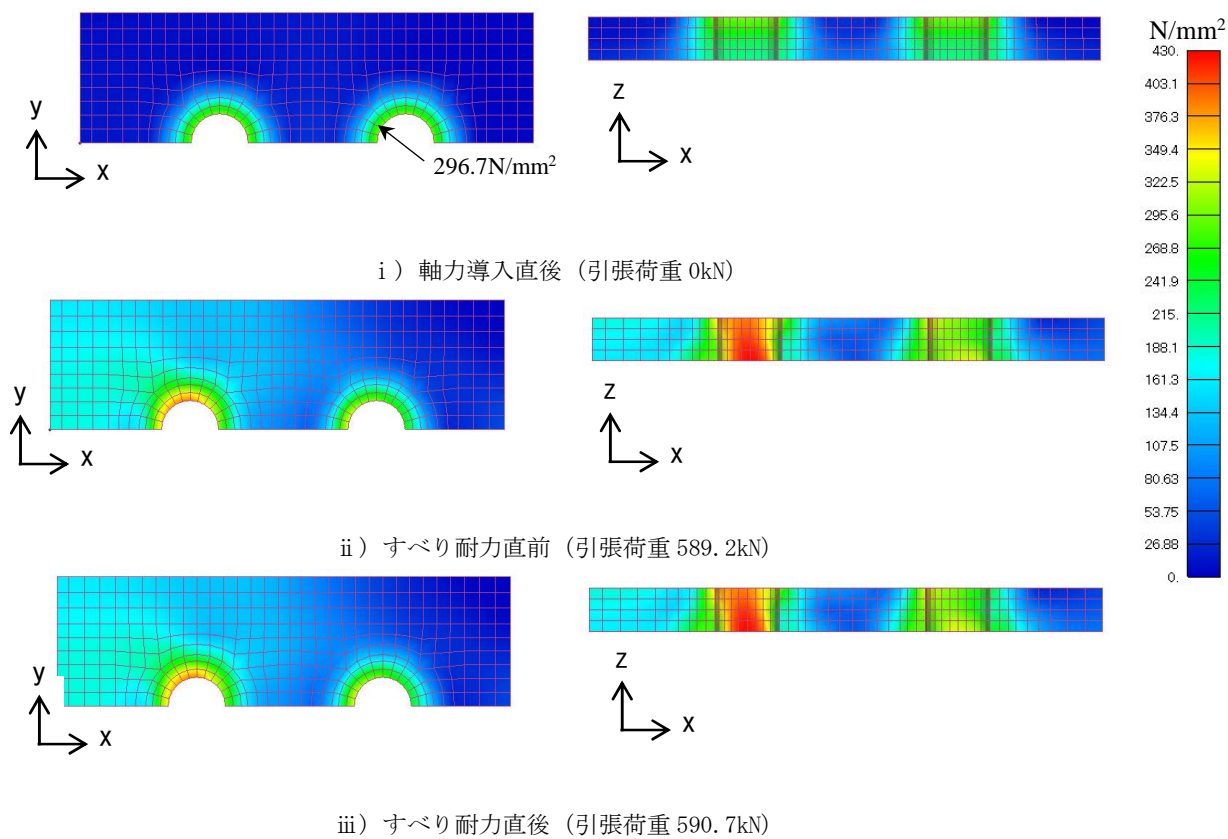 N/mm²
430.
403.1
376.3
349.4
322.5
295.6
268.8
241.9
215.
188.1
161.3
134.4
107.5
80.63
53.75
26.88
0.
y
x
z
x
296.7N/mm²
ⅰ）軸力導入直後（引張荷重 0kN）
y
x
z
x
ⅱ）すべり耐力直前（引張荷重 589.2kN）
y
x
z
x
ⅲ）すべり耐力直後（引張荷重 590.7kN）